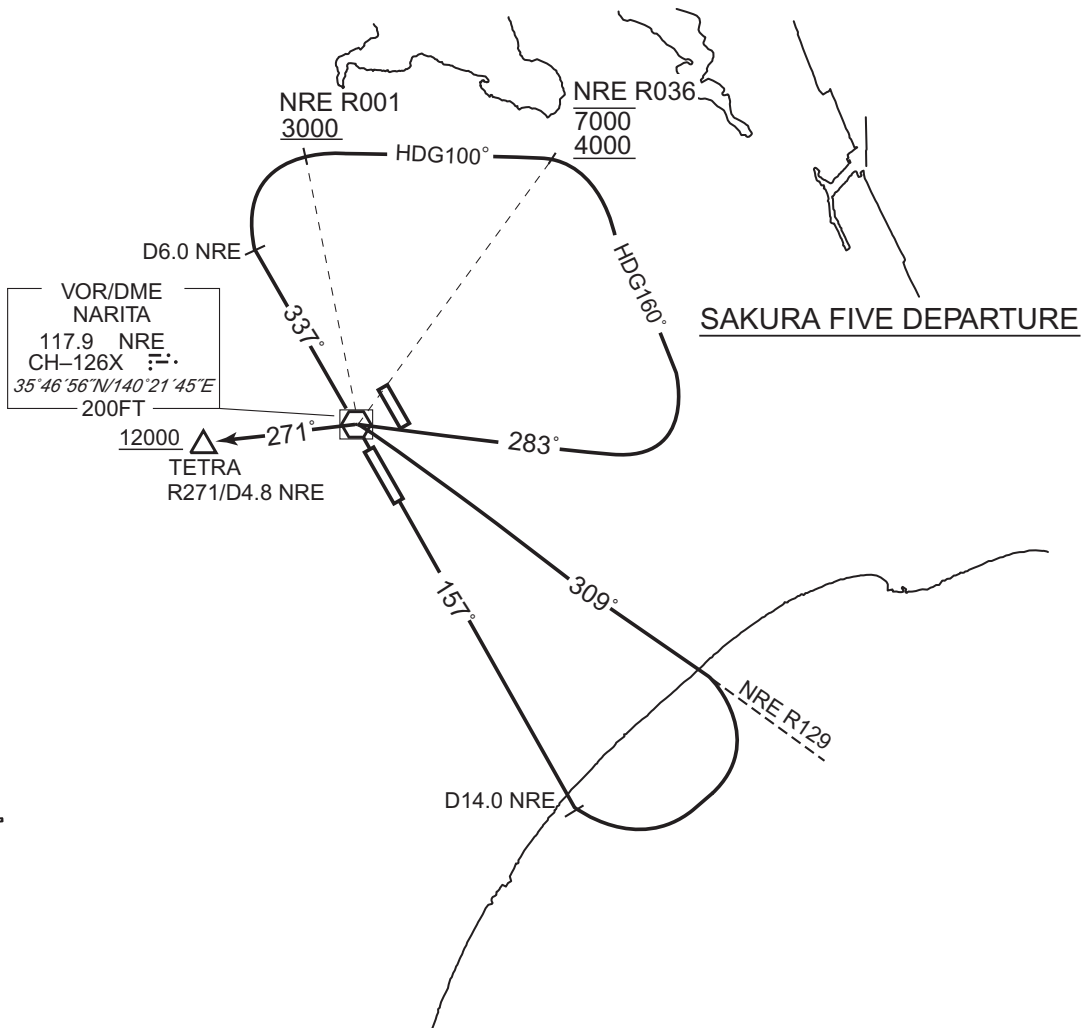 NRE R001
3000
NRE R036
7000
4000
HDG100°
D6.0 NRE
HDG160°
337°
VOR/DME
NARITA
117.9 NRE
CH–126X
35°46′56″N/140°21′45″E
200FT
SAKURA FIVE DEPARTURE
12000
271°
283°
TETRA
R271/D4.8 NRE
157°
309°
NRE R129
D14.0 NRE